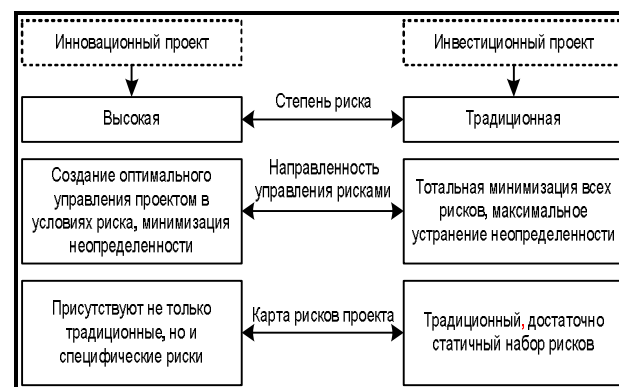 Инновационный проект
Инвестиционный проект
Высокая
Степень риска
Традиционная
Создание оптимального
управления проектом в
условиях риска, минимизация
неопределенности
Направленность
управления рисками
Тотальная минимизация всех
рисков, максимальное
устранение неопределенности
Присутствуют не только
традиционные, но и
специфические риски
Карта рисков проекта
Традиционный, достаточно
статичный набор рисков